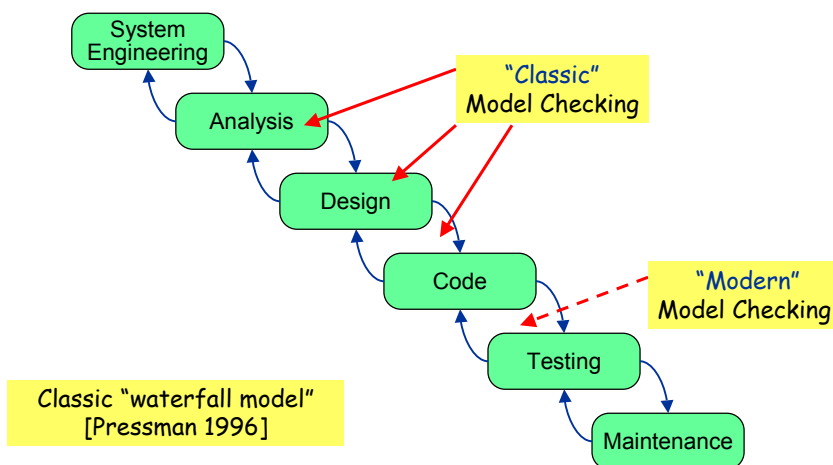 System
Engineering
“Classic”
Model Checking
Analysis
Design
Code
“Modern”
Model Checking
Testing
Classic “waterfall model”
[Pressman 1996]
Maintenance